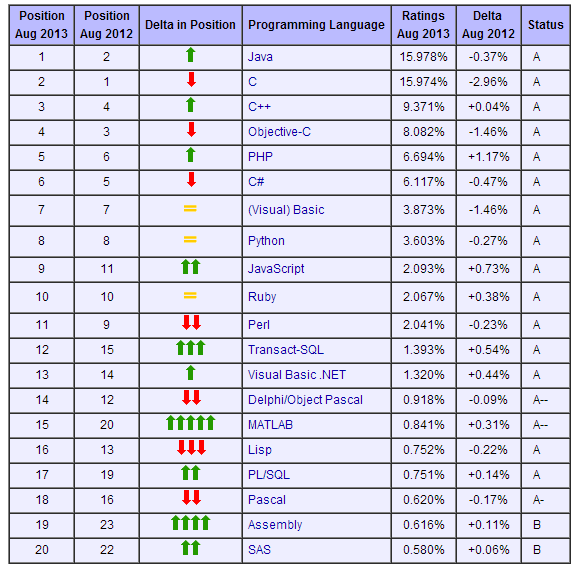 Position Aug 2013 Position Aug 2012 Delta in Position Programming Language Ratings Aug 2013 Delta Aug 2012 Status
1 2 Java 15.978% -0.37% A
2 1 C 15.974% -2.96% A
3 4 C++ 9.371% +0.04% A
4 3 Objective-C 8.082% -1.46% A
5 6 PHP 6.694% +1.17% A
6 5 C# 6.117% -0.47% A
7 7 (Visual) Basic 3.873% -1.46% A
8 8 Python 3.603% -0.27% A
9 11 JavaScript 2.093% +0.73% A
10 10 Ruby 2.067% +0.38% A
11 9 Perl 2.041% -0.23% A
12 15 Transact-SQL 1.393% +0.54% A
13 14 Visual Basic .NET 1.320% +0.44% A
14 12 Delphi/Object Pascal 0.918% -0.09% A--
15 20 MATLAB 0.841% +0.31% A--
16 13 Lisp 0.752% -0.22% A
17 19 PL/SQL 0.751% +0.14% A
18 16 Pascal 0.620% -0.17% A-
19 23 Assembly 0.616% +0.11% B
20 22 SAS 0.580% +0.06% B